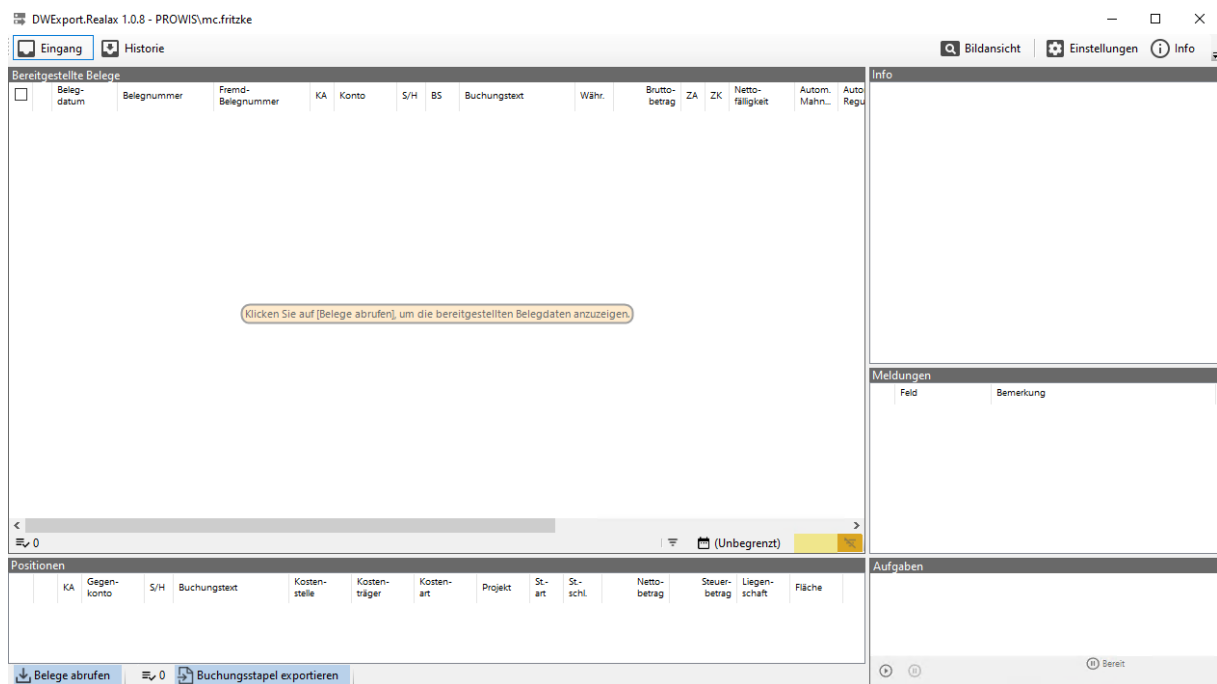 DWExport.Realax 1.0.8 - PROWIS\mc.fritzke
Eingang Historie Bildansicht Einstellungen Info
Bereitgestellte Belege
Beleg-
datum
Belegnummer
Fremd-
Belegnummer
KA Konto S/H BS Buchungstext Währ.
Brutto-
betrag
ZA ZK
Netto-
fälligkeit
Autom.
Mahn...
Auto
Regu
Klicken Sie auf [Belege abrufen], um die bereitgestellten Belegdaten anzuzeigen.
0 (Unbegrenzt)
Positionen
KA
Gegen-
konto
S/H Buchungstext
Kosten-
stelle
Kosten-
träger
Kosten-
art
Projekt
St.-
art
St.-
schl.
Netto-
betrag
Steuer-
betrag
Liegen-
schaft
Fläche
Belege abrufen 0 Buchungsstapel exportieren
Info
Meldungen
Feld Bemerkung
Aufgaben
Bereit